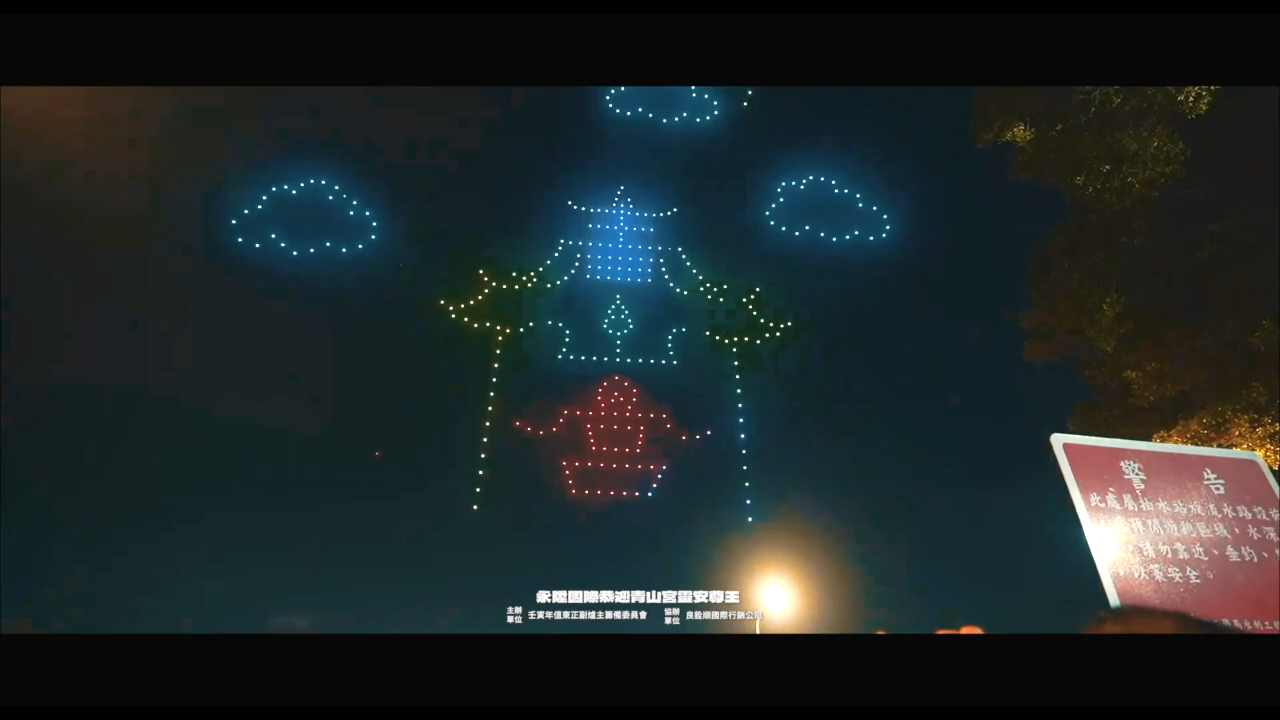 警告
此處屬抽水站放流水路設施
請勿靠近、垂釣、
以策安全。
永陞國際恭迎青山宮靈安尊王
主辦單位 壬寅年值東正副爐主籌備委員會 協辦單位 良銓順國際行銷公司